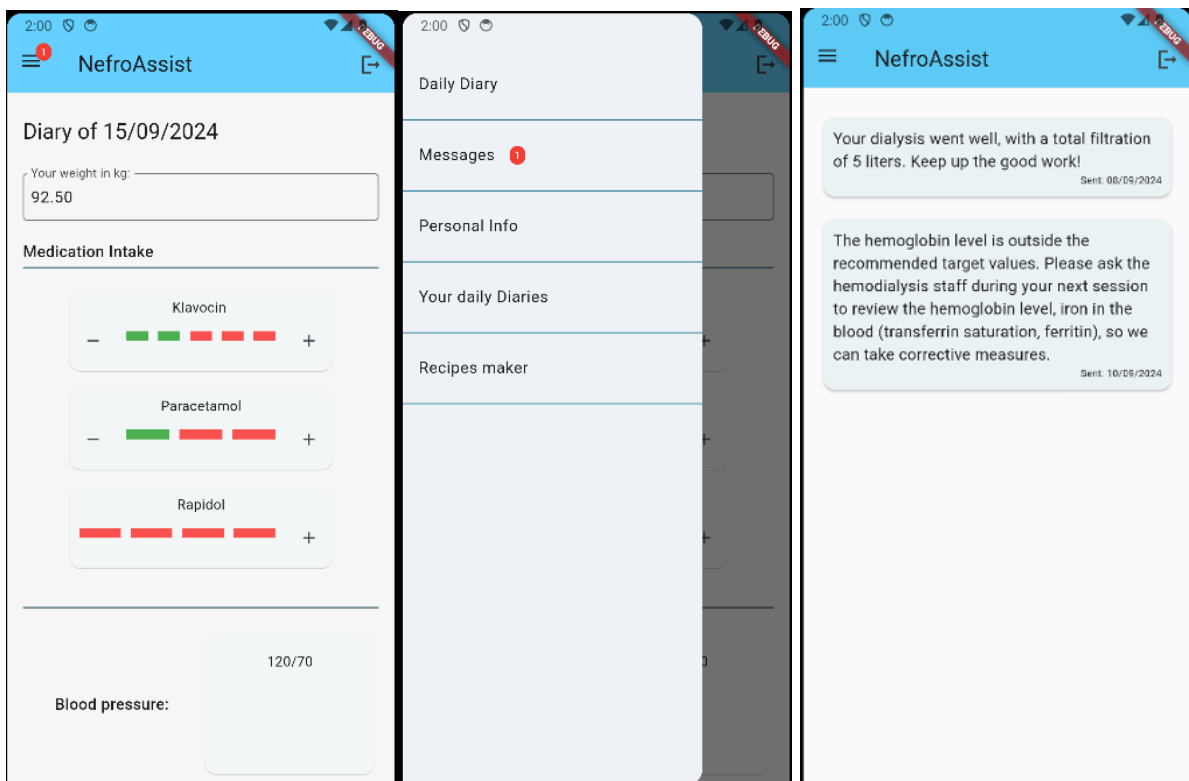 2:00
DEBUG
1
NefroAssist
Diary of 15/09/2024
Your weight in kg:
92.50
Medication Intake
Klavocin
− +
Paracetamol
− +
Rapidol
+
Blood pressure:
120/70
2:00
DEBUG
Daily Diary
Messages 1
Personal Info
Your daily Diaries
Recipes maker
2:00
DEBUG
NefroAssist
Your dialysis went well, with a total filtration
of 5 liters. Keep up the good work!
Sent: 08/09/2024
The hemoglobin level is outside the
recommended target values. Please ask the
hemodialysis staff during your next session
to review the hemoglobin level, iron in the
blood (transferrin saturation, ferritin), so we
can take corrective measures.
Sent: 10/09/2024